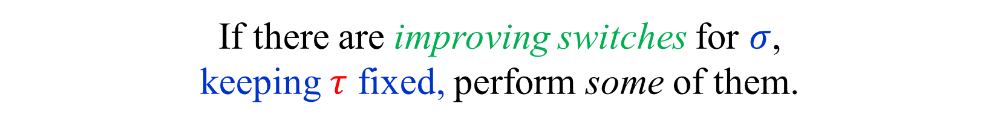 If there are improving switches for σ,
keeping τ fixed, perform some of them.